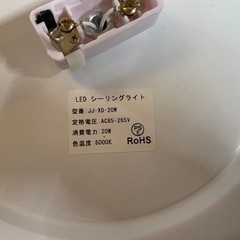 LED シーリングライト
型番: JJ-XD-20W
定格電圧: AC85-265V
消費電力: 20W
色温度: 6000K
RoHS